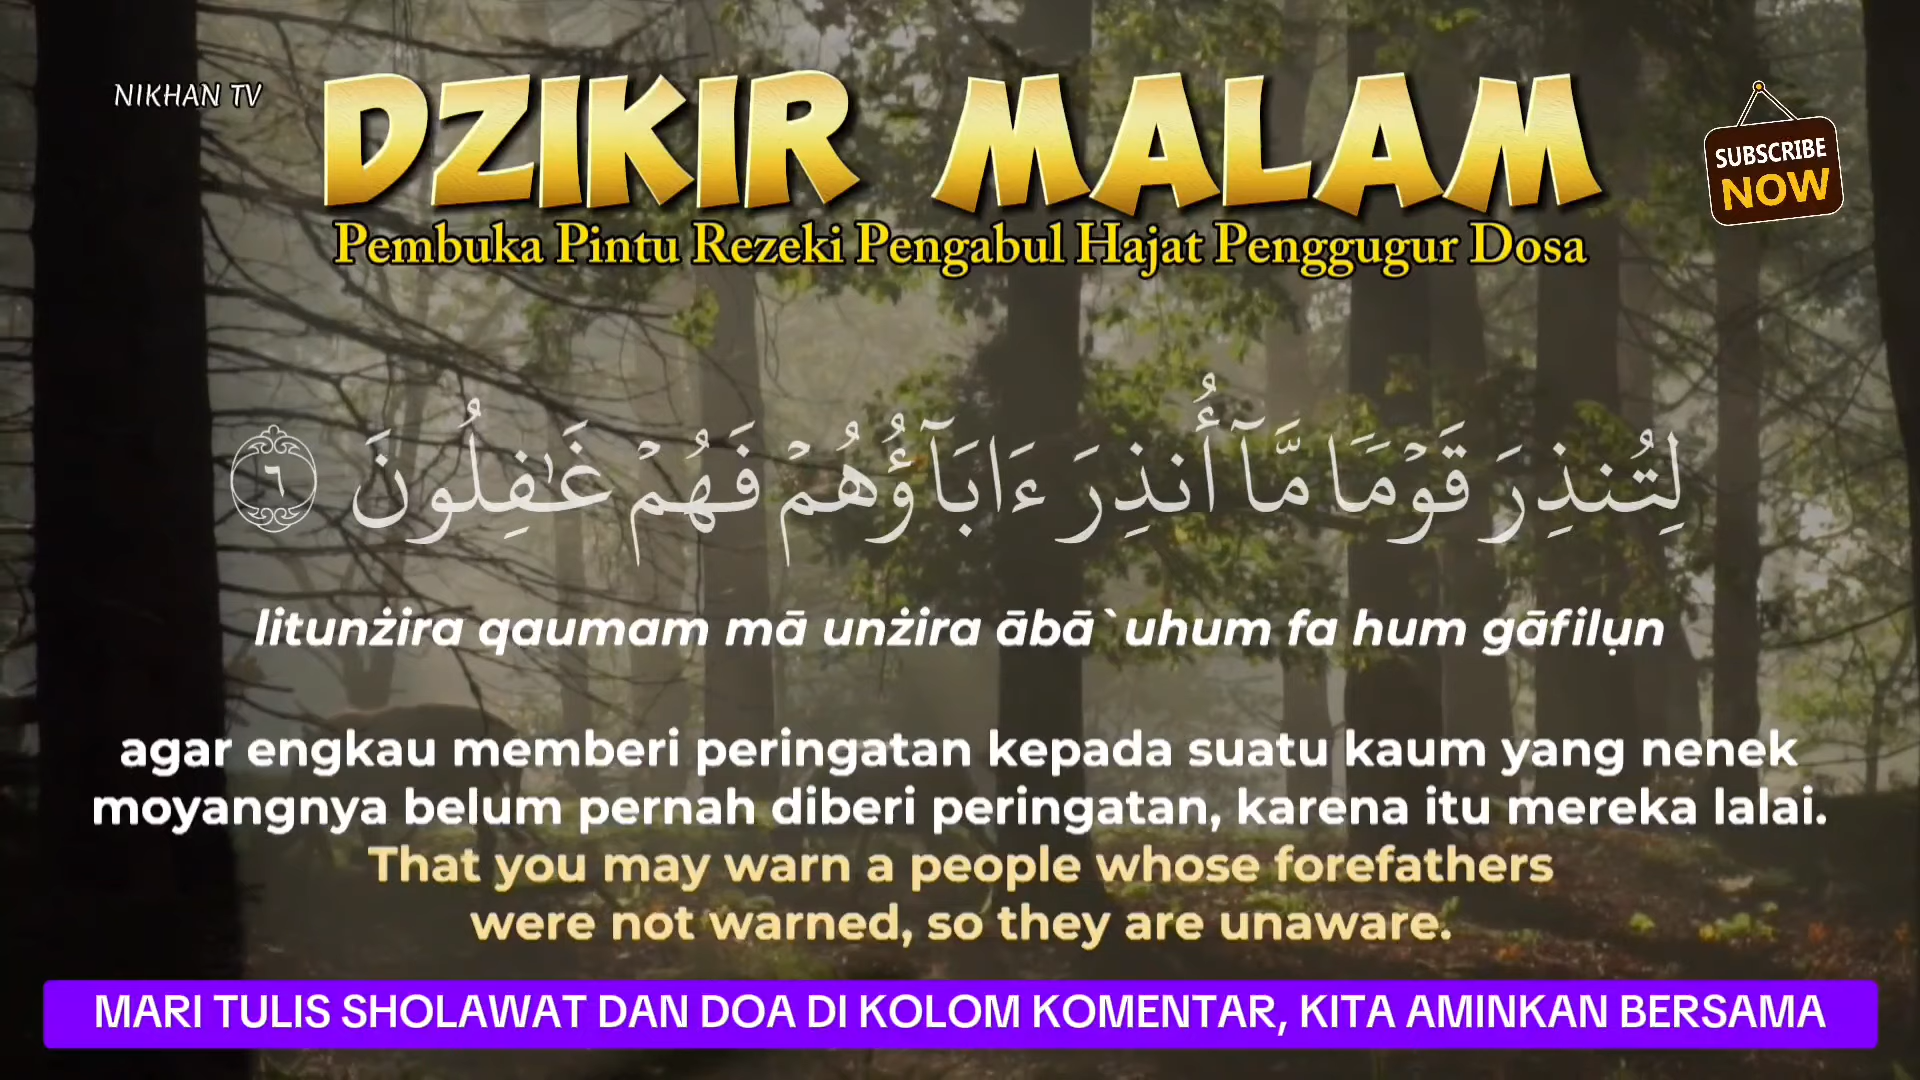 NIKHAN TV
DZIKIR MALAM
SUBSCRIBE
NOW
Pembuka Pintu Rezeki Pengabul Hajat Penggugur Dosa
لِتُنذِرَ قَوْمًا مَّآ أُنذِرَ ءَابَآؤُهُمْ فَهُمْ غَٰفِلُونَ ٦
litunżira qaumam mā unżira ābā`uhum fa hum gāfilụn
agar engkau memberi peringatan kepada suatu kaum yang nenek
moyangnya belum pernah diberi peringatan, karena itu mereka lalai.
That you may warn a people whose forefathers
were not warned, so they are unaware.
MARI TULIS SHOLAWAT DAN DOA DI KOLOM KOMENTAR, KITA AMINKAN BERSAMA